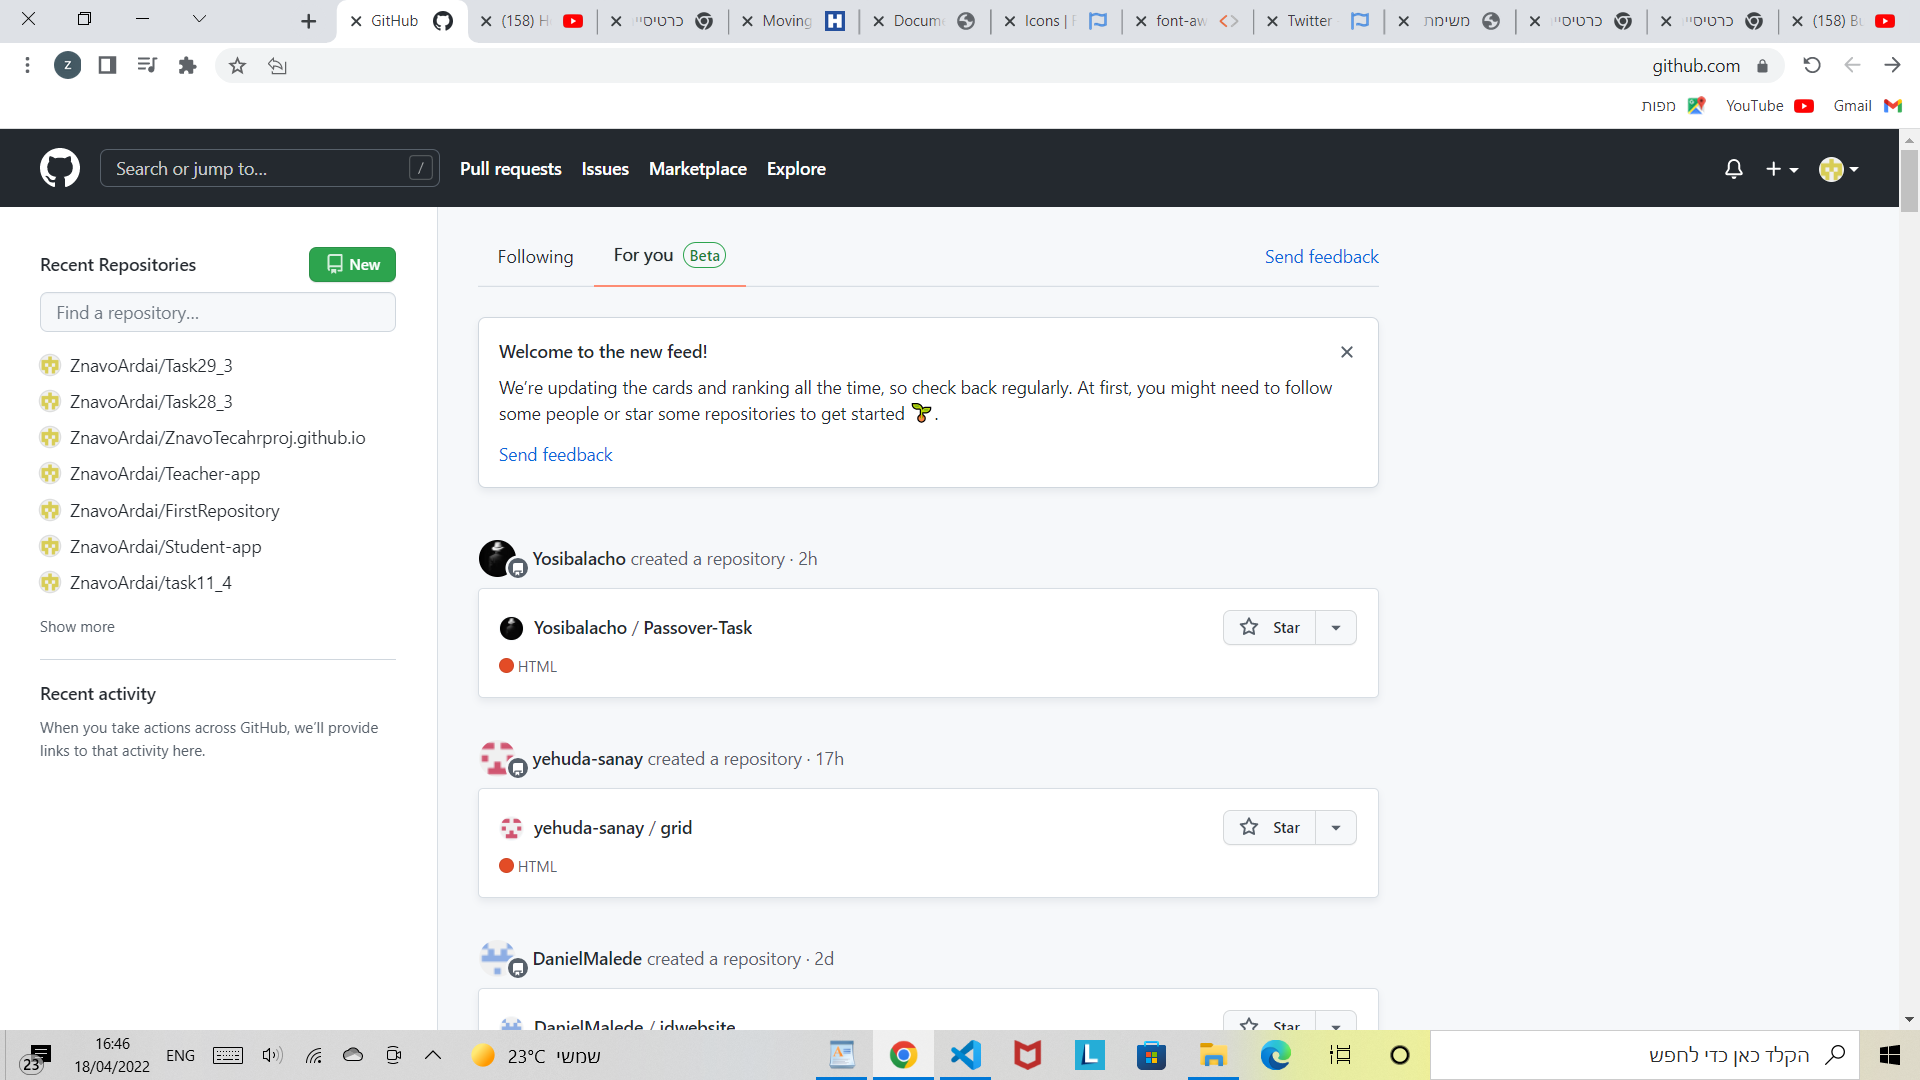 GitHub
(158) H
כרטיסיי
Moving
Docume
Icons | F
font-aw
Twitter
משימת
כרטיסיי
כרטיסיי
(158) Bu
Z
github.com
Gmail
YouTube
מפות
Search or jump to...
/
Pull requests
Issues
Marketplace
Explore
Recent Repositories
New
Find a repository...
ZnavoArdai/Task29_3
ZnavoArdai/Task28_3
ZnavoArdai/ZnavoTecahrproj.github.io
ZnavoArdai/Teacher-app
ZnavoArdai/FirstRepository
ZnavoArdai/Student-app
ZnavoArdai/task11_4
Show more
Recent activity
When you take actions across GitHub, we'll provide
links to that activity here.
Following
For you
Beta
Send feedback
Welcome to the new feed!
We're updating the cards and ranking all the time, so check back regularly. At first, you might need to follow
some people or star some repositories to get started 🌱.
Send feedback
Yosibalacho created a repository · 2h
Yosibalacho / Passover-Task
Star
HTML
yehuda-sanay created a repository · 17h
yehuda-sanay / grid
Star
HTML
DanielMalede created a repository · 2d
DanielMalede / idwebsite
Star
23
16:46
18/04/2022
ENG
23°C שמשי
הקלד כאן כדי לחפש